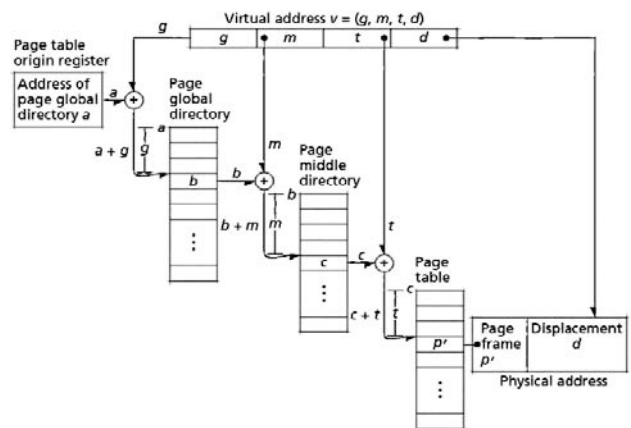 Virtual address v = (g, m, t, d)
g
g m t d
Page table
origin register
Address of
page global
directory a
a
+
Page
global
directory
a
g
a + g
b
b
m
+
Page
middle
directory
b
m
b + m
⋮
c
c
t
+
Page
table
c
t
c + t
⋮
p′
Page
frame
p′
Displacement
d
Physical address
⋮